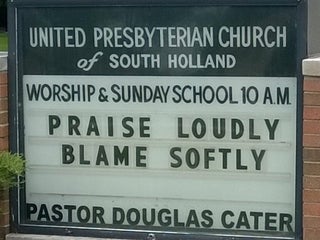 UNITED PRESBYTERIAN CHURCH
of SOUTH HOLLAND
WORSHIP & SUNDAY SCHOOL 10 A.M.
PRAISE LOUDLY
BLAME SOFTLY
PASTOR DOUGLAS CATER